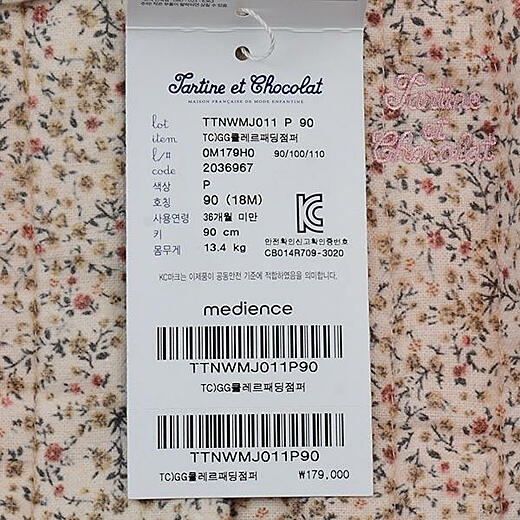 Tartine et Chocolat
MAISON FRANÇAISE DE MODE ENFANTINE
lot TTNWMJ011 P 90
item TC)GG쿨레르패딩점퍼
l/# 0M179H0 90/100/110
code 2036967
색상 P
호칭 90 (18M)
사용연령 36개월 미만
키 90 cm
몸무게 13.4 kg
안전확인신고확인증번호
CB014R709-3020
KC마크는 이제품이 공통안전 기준에 적합하였음을 의미합니다.
medience
TTNWMJ011P90
TC)GG쿨레르패딩점퍼
TTNWMJ011P90
TC)GG쿨레르패딩점퍼 ₩179,000
Tartine
et
Chocolat